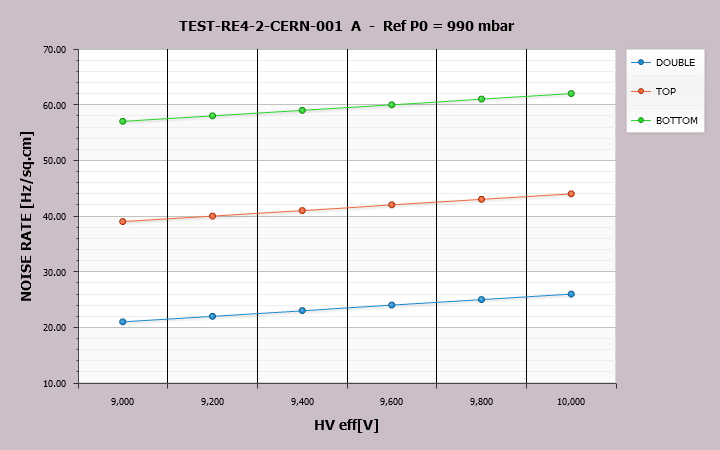 TEST-RE4-2-CERN-001 A - Ref P0 = 990 mbar
DOUBLE
TOP
BOTTOM
NOISE RATE [Hz/sq.cm]
70.00
60.00
50.00
40.00
30.00
20.00
10.00
9,000 9,200 9,400 9,600 9,800 10,000
HV eff[V]